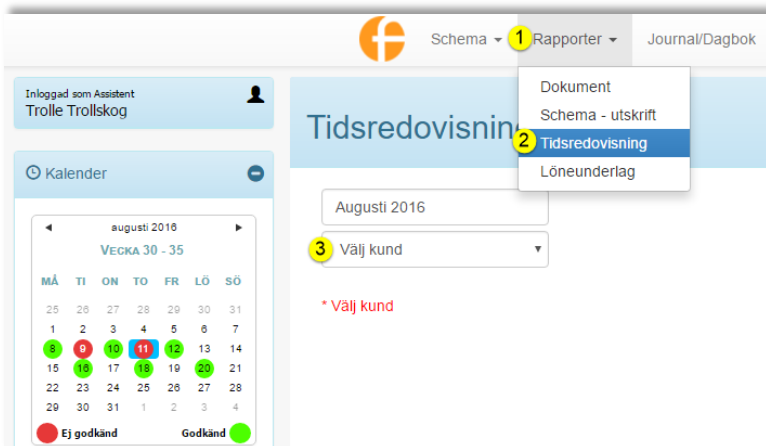 Schema
1 Rapporter
Journal/Dagbok
Dokument
Schema - utskrift
2 Tidsredovisning
Löneunderlag
Inloggad som Assistent
Trolle Trollskog
Tidsredovisnin
Kalender
augusti 2016
VECKA 30 - 35
MÅ TI ON TO FR LÖ SÖ
25 26 27 28 29 30 31
1 2 3 4 5 6 7
8 9 10 11 12 13 14
15 16 17 18 19 20 21
22 23 24 25 26 27 28
29 30 31 1 2 3 4
Ej godkänd Godkänd
Augusti 2016
3 Välj kund
* Välj kund